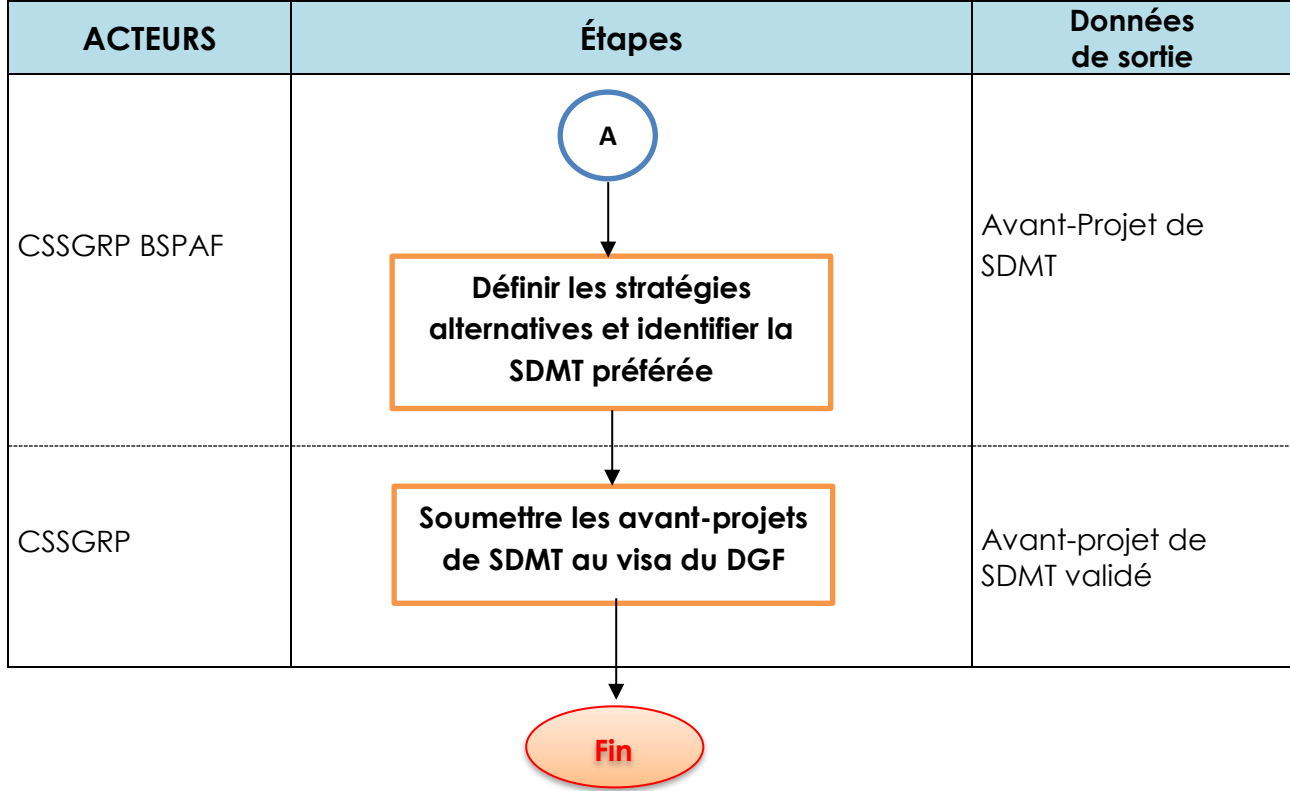 ACTEURS
Étapes
Données
de sortie
A
CSSGRP BSPAF
Définir les stratégies
alternatives et identifier la
SDMT préférée
Avant-Projet de
SDMT
CSSGRP
Soumettre les avant-projets
de SDMT au visa du DGF
Avant-projet de
SDMT validé
Fin